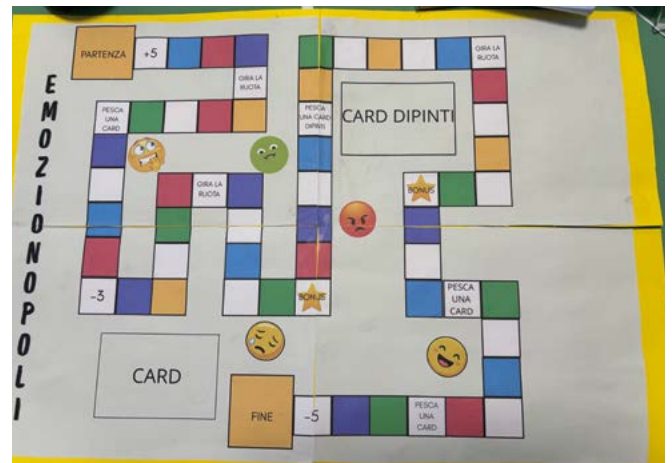 EMOZIONOPOLI
PARTENZA
+5
GIRA LA
RUOTA
GIRA LA
RUOTA
PESCA
UNA
CARD
PESCA
UNA CARD
DIPINTI
CARD DIPINTI
GIRA LA
RUOTA
BONUS
-3
BONUS
PESCA
UNA
CARD
CARD
FINE
-5
PESCA
UNA
CARD